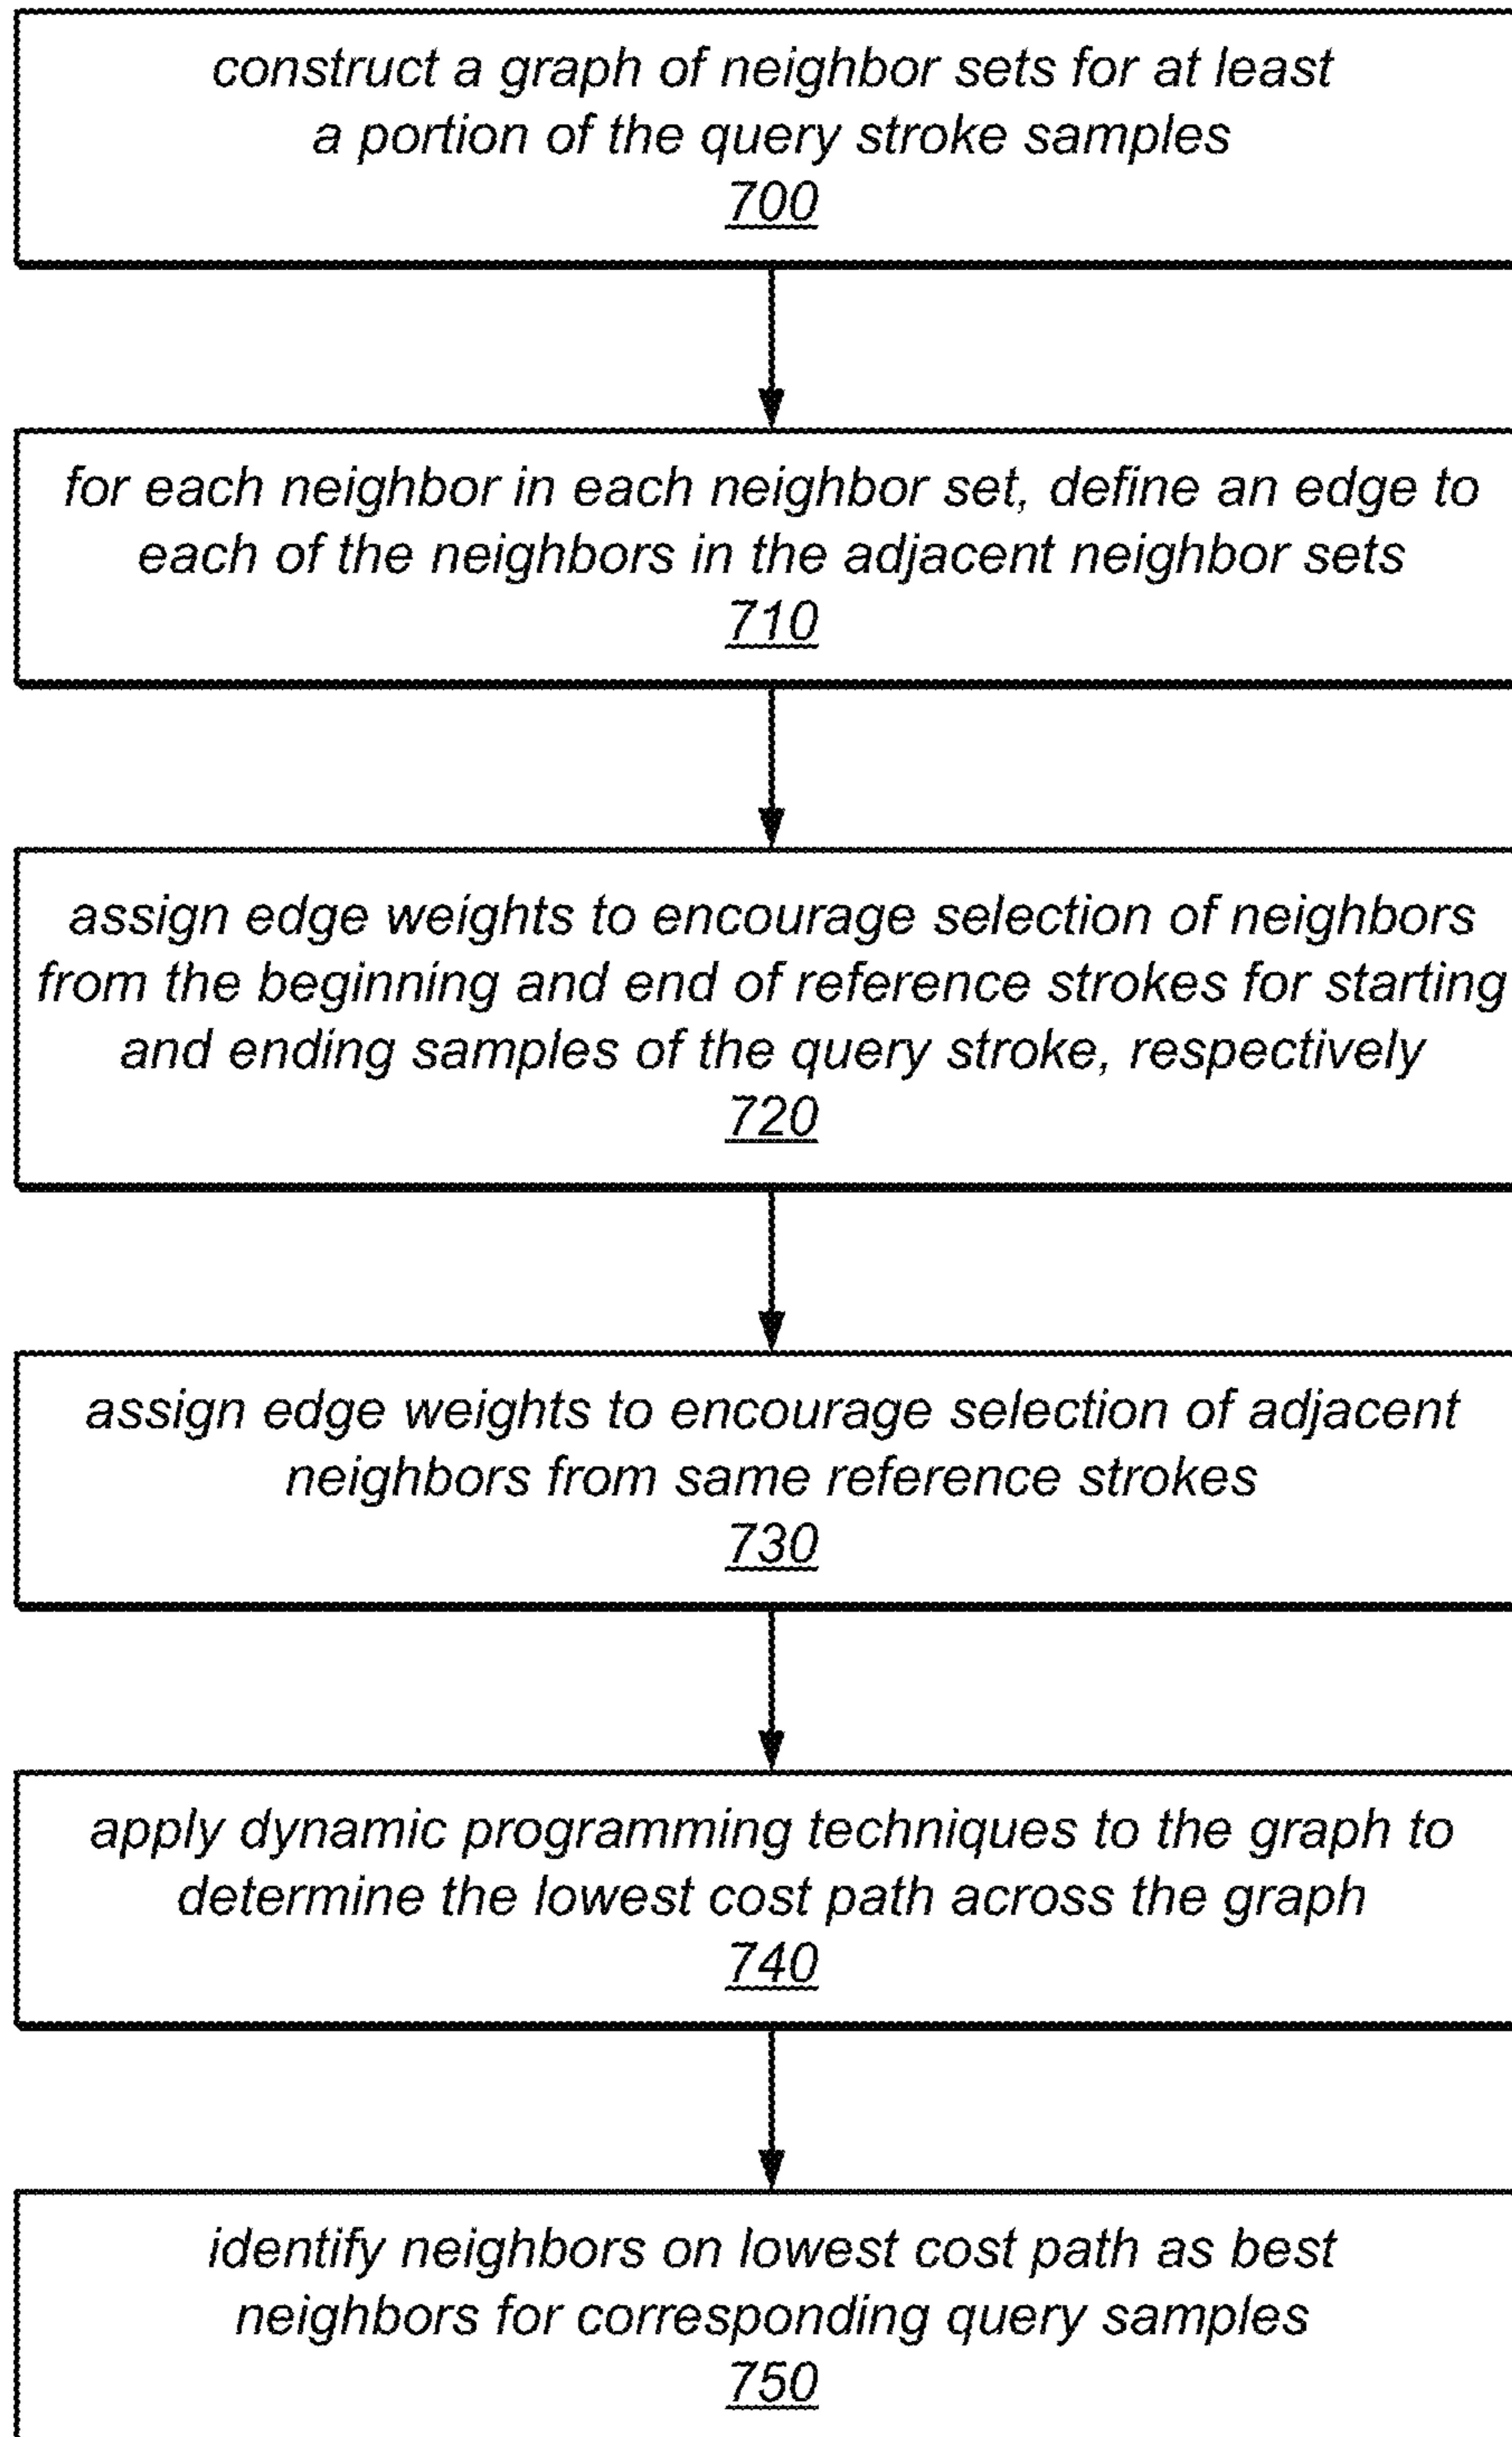 construct a graph of neighbor sets for at least
a portion of the query stroke samples
700
for each neighbor in each neighbor set, define an edge to
each of the neighbors in the adjacent neighbor sets
710
assign edge weights to encourage selection of neighbors
from the beginning and end of reference strokes for starting
and ending samples of the query stroke, respectively
720
assign edge weights to encourage selection of adjacent
neighbors from same reference strokes
730
apply dynamic programming techniques to the graph to
determine the lowest cost path across the graph
740
identify neighbors on lowest cost path as best
neighbors for corresponding query samples
750